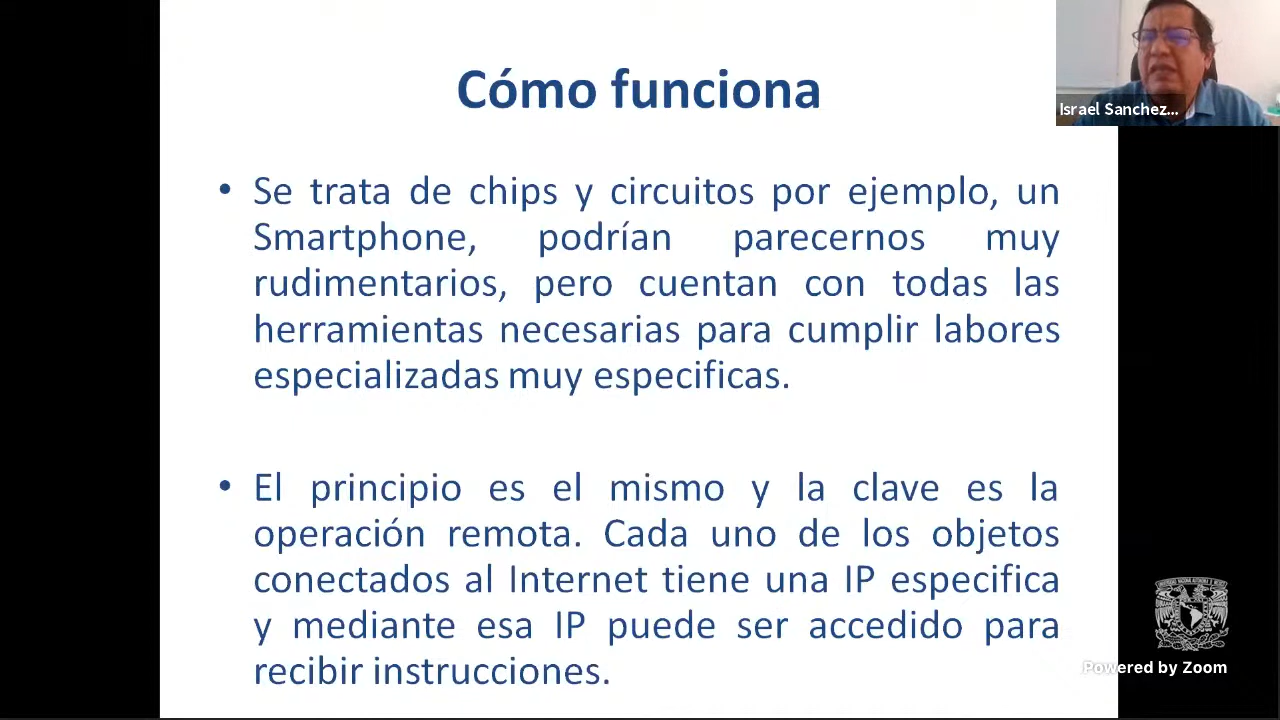 Cómo funciona
Israel Sanchez...
• Se trata de chips y circuitos por ejemplo, un
Smartphone, podrían parecernos muy
rudimentarios, pero cuentan con todas las
herramientas necesarias para cumplir labores
especializadas muy especificas.
• El principio es el mismo y la clave es la
operación remota. Cada uno de los objetos
conectados al Internet tiene una IP especifica
y mediante esa IP puede ser accedido para
recibir instrucciones.
Powered by Zoom